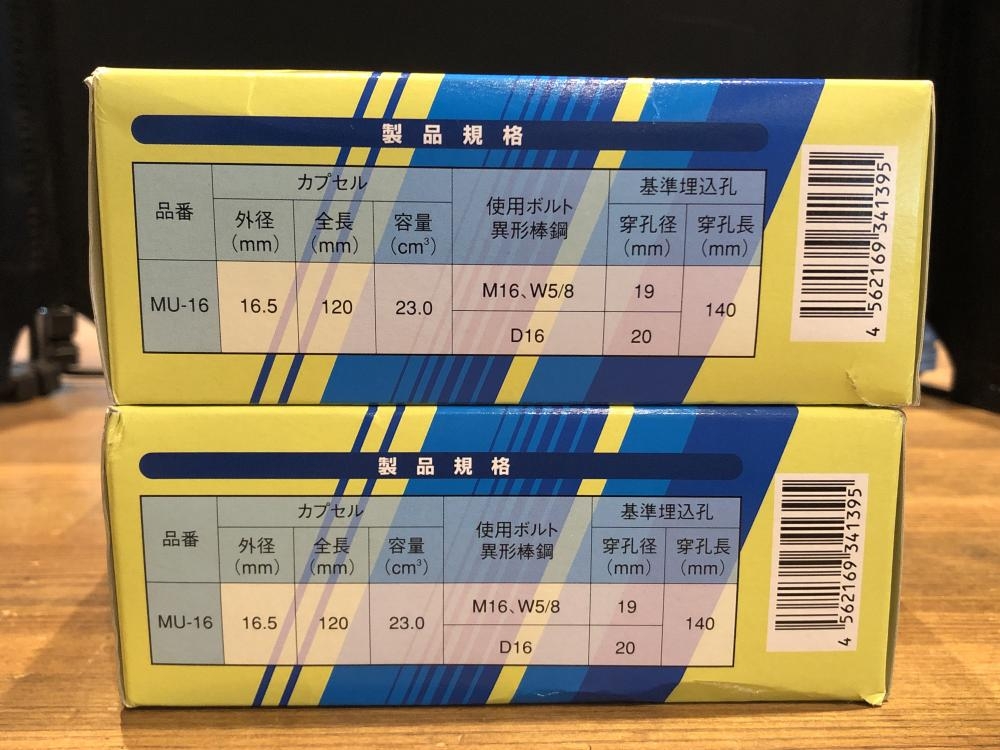 製品規格
品番 カプセル 使用ボルト 異形棒鋼 基準埋込孔
外径 (mm) 全長 (mm) 容量 (cm³) 穿孔径 (mm) 穿孔長 (mm)
MU-16 16.5 120 23.0 M16、W5/8 19 140
D16 20
4 562169 341395
製品規格
品番 カプセル 使用ボルト 異形棒鋼 基準埋込孔
外径 (mm) 全長 (mm) 容量 (cm³) 穿孔径 (mm) 穿孔長 (mm)
MU-16 16.5 120 23.0 M16、W5/8 19 140
D16 20
4 562169 341395